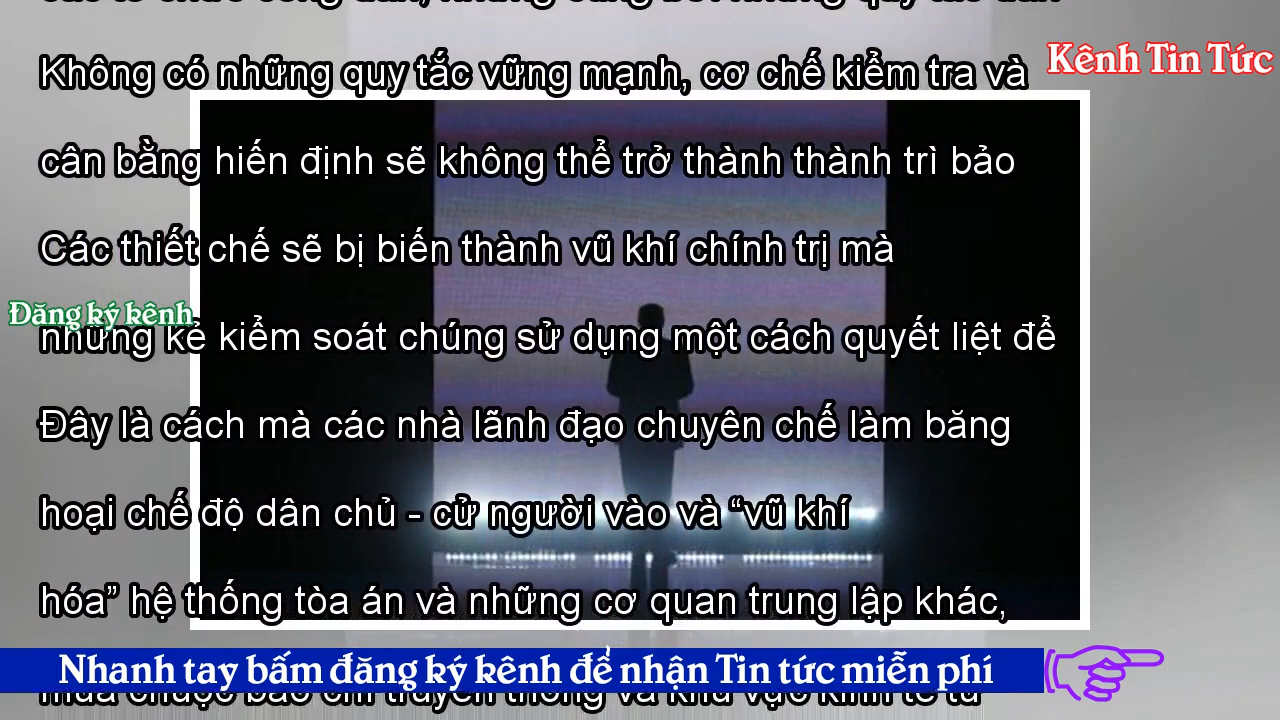 Không có những quy tắc vững mạnh, cơ chế kiểm tra và
Kênh Tin Tức
cân bằng hiến định sẽ không thể trở thành thành trì bảo
Các thiết chế sẽ bị biến thành vũ khí chính trị mà
Đăng ký kênh
những kẻ kiểm soát chúng sử dụng một cách quyết liệt để
Đây là cách mà các nhà lãnh đạo chuyên chế làm băng
hoại chế độ dân chủ - cử người vào và “vũ khí
hóa” hệ thống tòa án và những cơ quan trung lập khác,
Nhanh tay bấm đăng ký kênh để nhận Tin tức miễn phí